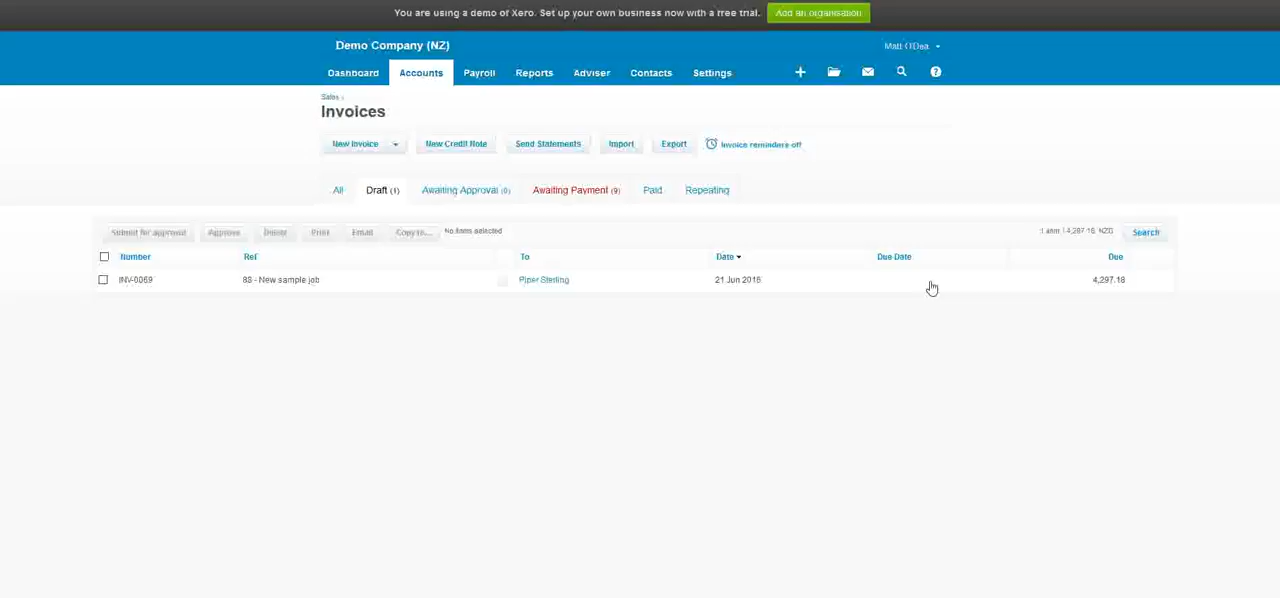 You are using a demo of Xero. Set up your own business now with a free trial. Add an organisation
Demo Company (NZ)
Matt
Dashboard Accounts Payroll Reports Adviser Contacts Settings
Sales ›
Invoices
New Invoice New Credit Note Send Statements Import Export Invoice reminders off
All Draft (1) Awaiting Approval (0) Awaiting Payment (9) Paid Repeating
Submit for approval Approve Delete Print Email Copy to... No items selected Search
Number Ref To Date Due Date Due
INV-0069 88 - New sample job Piper Sterling 21 Jun 2016 4,297.18